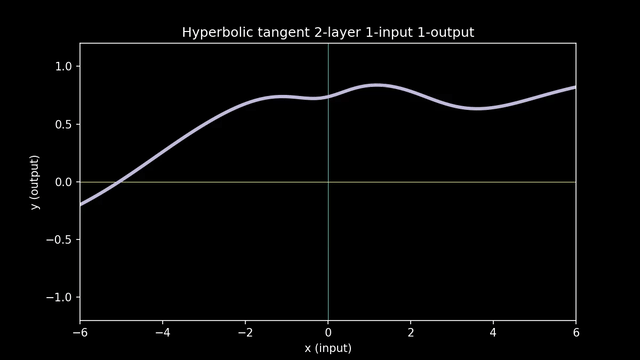 Hyperbolic tangent 2-layer 1-input 1-output
1.0
0.5
0.0
−0.5
−1.0
y (output)
−6 −4 −2 0 2 4 6
x (input)